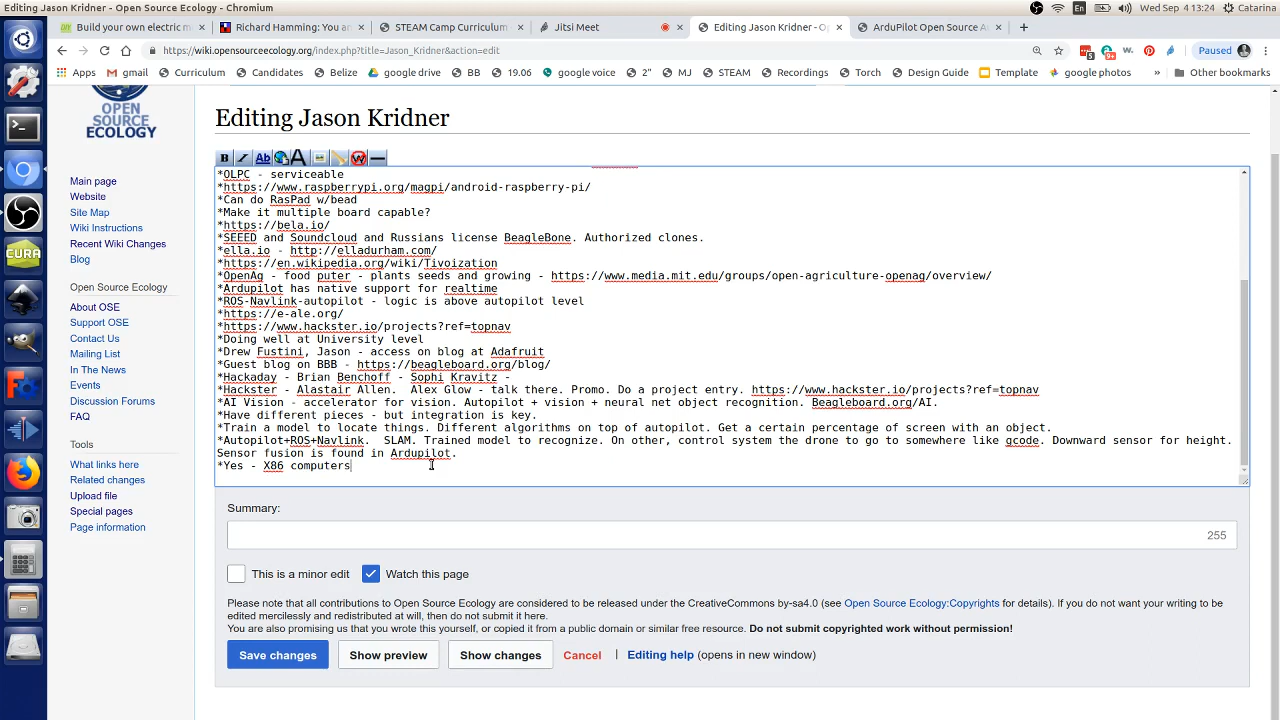 Editing Jason Kridner - Open Source Ecology - Chromium
En
Wed Sep 4 13:24
Catarina
Build your own electric m
Richard Hamming: You an
STEAM Camp Curriculum
Jitsi Meet
Editing Jason Kridner - O
ArduPilot Open Source A
https://wiki.opensourceecology.org/index.php?title=Jason_Kridner&action=edit
5
9+
Paused
Apps
gmail
Curriculum
Candidates
Belize
google drive
BB
19.06
google voice
2"
MJ
STEAM
Recordings
Torch
Design Guide
Template
google photos
»
Other bookmarks
OPEN
SOURCE
ECOLOGY
Main page
Website
Site Map
Wiki Instructions
Recent Wiki Changes
Blog
Open Source Ecology
About OSE
Support OSE
Contact Us
Mailing List
In The News
Events
Discussion Forums
FAQ
Tools
What links here
Related changes
Upload file
Special pages
Page information
CURA
Editing Jason Kridner
B
I
Ab
A
W
*OLPC - serviceable
*https://www.raspberrypi.org/magpi/android-raspberry-pi/
*Can do RasPad w/bead
*Make it multiple board capable?
*https://bela.io/
*SEEED and Soundcloud and Russians license BeagleBone. Authorized clones.
*ella.io - http://elladurham.com/
*https://en.wikipedia.org/wiki/Tivoization
*OpenAg - food puter - plants seeds and growing - https://www.media.mit.edu/groups/open-agriculture-openag/overview/
*Ardupilot has native support for realtime
*ROS-Navlink-autopilot - logic is above autopilot level
*https://e-ale.org/
*https://www.hackster.io/projects?ref=topnav
*Doing well at University level
*Drew Fustini, Jason - access on blog at Adafruit
*Guest blog on BBB - https://beagleboard.org/blog/
*Hackaday - Brian Benchoff - Sophi Kravitz
*Hackster - Alastair Allen.  Alex Glow - talk there. Promo. Do a project entry. https://www.hackster.io/projects?ref=topnav
*AI Vision - accelerator for vision. Autopilot + vision + neural net object recognition. Beagleboard.org/AI.
*Have different pieces - but integration is key.
*Train a model to locate things. Different algorithms on top of autopilot. Get a certain percentage of screen with an object.
*Autopilot+ROS+Navlink.  SLAM. Trained model to recognize. On other, control system the drone to go to somewhere like gcode. Downward sensor for height.
Sensor fusion is found in Ardupilot.
*Yes - X86 computers
Summary:
255
This is a minor edit
Watch this page
Please note that all contributions to Open Source Ecology are considered to be released under the CreativeCommons by-sa4.0 (see Open Source Ecology:Copyrights for details). If you do not want your writing to be
edited mercilessly and redistributed at will, then do not submit it here.
You are also promising us that you wrote this yourself, or copied it from a public domain or similar free resource. Do not submit copyrighted work without permission!
Save changes
Show preview
Show changes
Cancel
| Editing help (opens in new window)